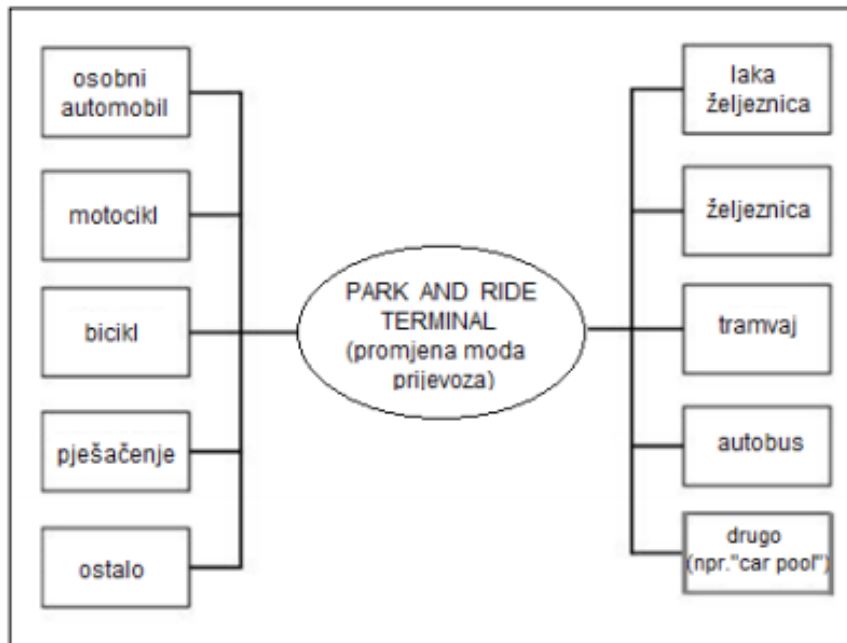 osobni
automobil
motocikl
bicikl
pješačenje
ostalo
PARK AND RIDE
TERMINAL
(promjena moda
prijevoza)
laka
željeznica
željeznica
tramvaj
autobus
drugo
(npr."car pool")